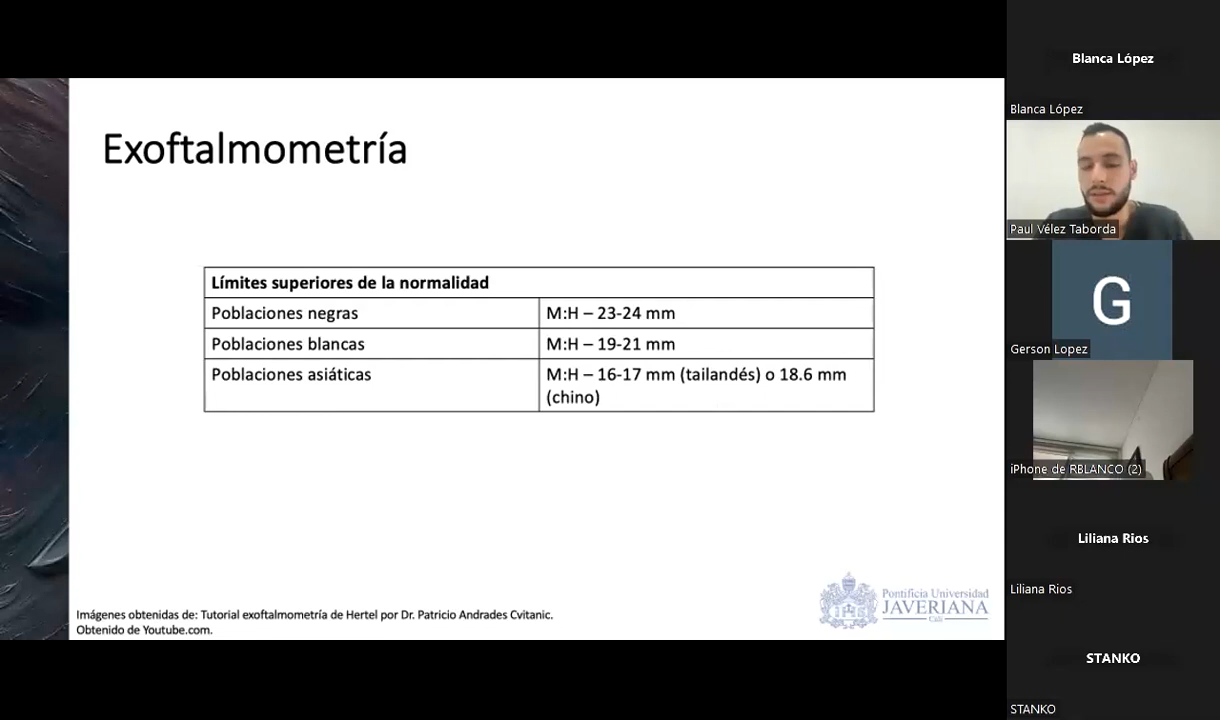 Exoftalmometría
Límites superiores de la normalidad
Poblaciones negras M:H – 23-24 mm
Poblaciones blancas M:H – 19-21 mm
Poblaciones asiáticas M:H – 16-17 mm (tailandés) o 18.6 mm
(chino)
Imágenes obtenidas de: Tutorial exoftalmometría de Hertel por Dr. Patricio Andrades Cvitanic.
Obtenido de Youtube.com.
Pontificia Universidad
JAVERIANA
Cali
Blanca López
Blanca López
Paul Vélez Taborda
G
Gerson Lopez
iPhone de RBLANCO (2)
Liliana Rios
Liliana Rios
STANKO
STANKO